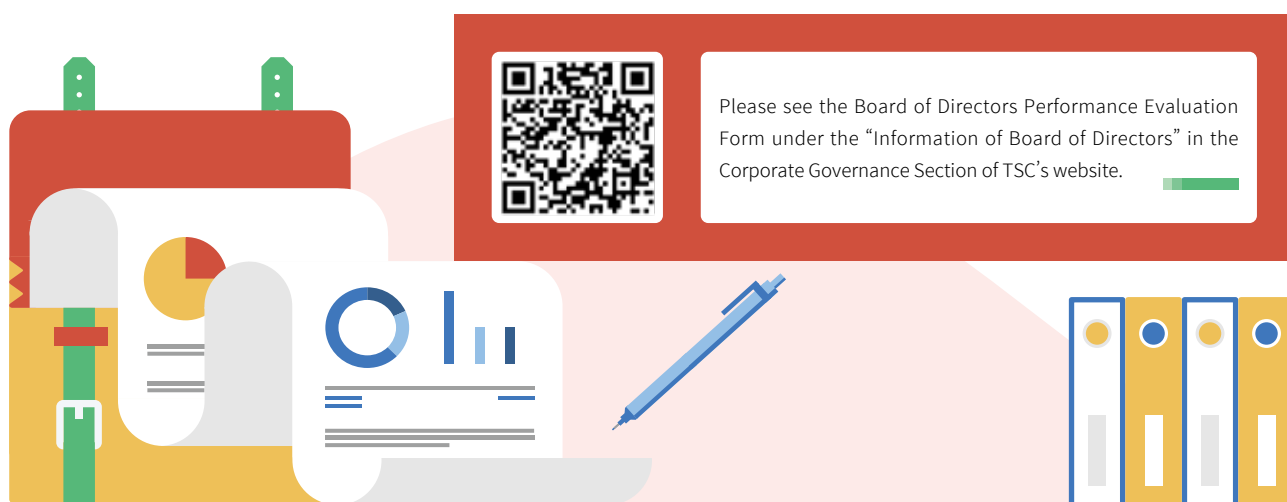 Please see the Board of Directors Performance Evaluation
Form under the “Information of Board of Directors” in the
Corporate Governance Section of TSC’s website.